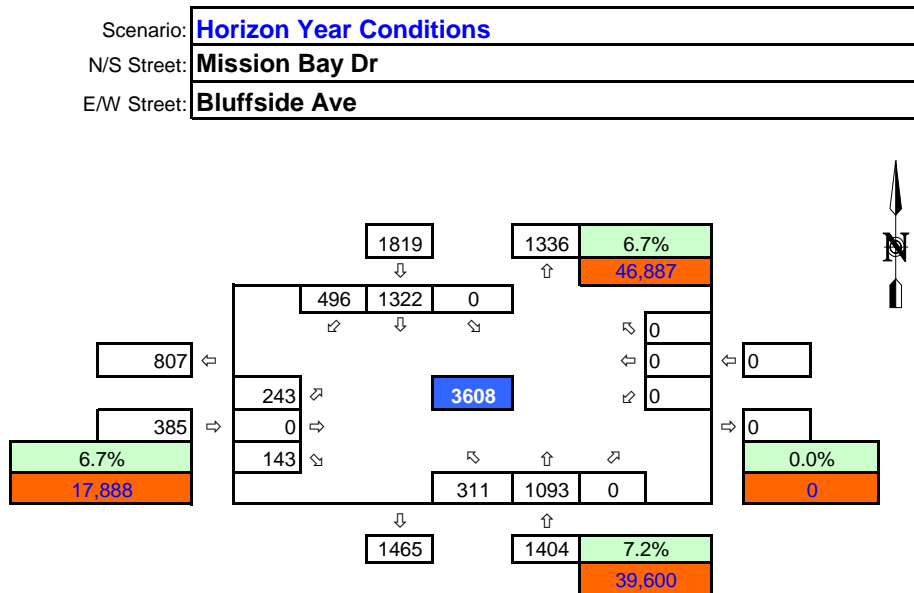 Scenario: Horizon Year Conditions
N/S Street: Mission Bay Dr
E/W Street: Bluffside Ave
N
1819 1336 6.7%
⇩ ⇧ 46,887
496 1322 0
⬃ ⇩ ⬂
⬁ 0
807 ⇦ ⇦ 0 ⇦ 0
243 ⬀ 3608 ⬃ 0
385 ⇨ 0 ⇨ ⇨ 0
6.7% 143 ⬂ ⬁ ⇧ ⬀ 0.0%
17,888 311 1093 0 0
⇩ ⇧
1465 1404 7.2%
39,600